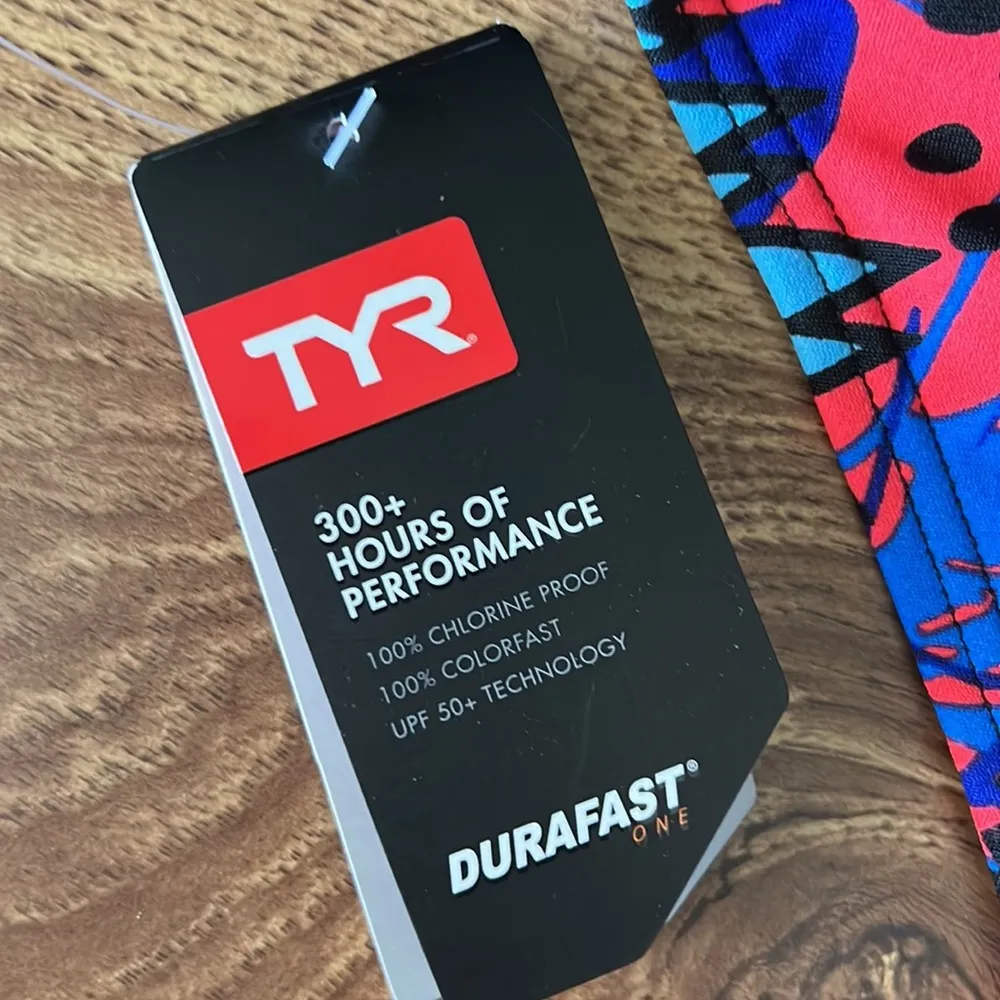 TYR®
300+
HOURS OF
PERFORMANCE
100% CHLORINE PROOF
100% COLORFAST
UPF 50+ TECHNOLOGY
DURAFAST®
ONE